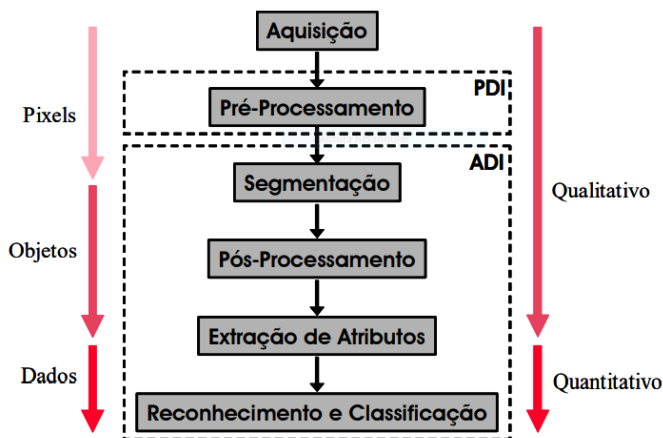 Aquisição
PDI
Pré-Processamento
Pixels
ADI
Segmentação
Qualitativo
Objetos
Pós-Processamento
Extração de Atributos
Dados
Quantitativo
Reconhecimento e Classificação